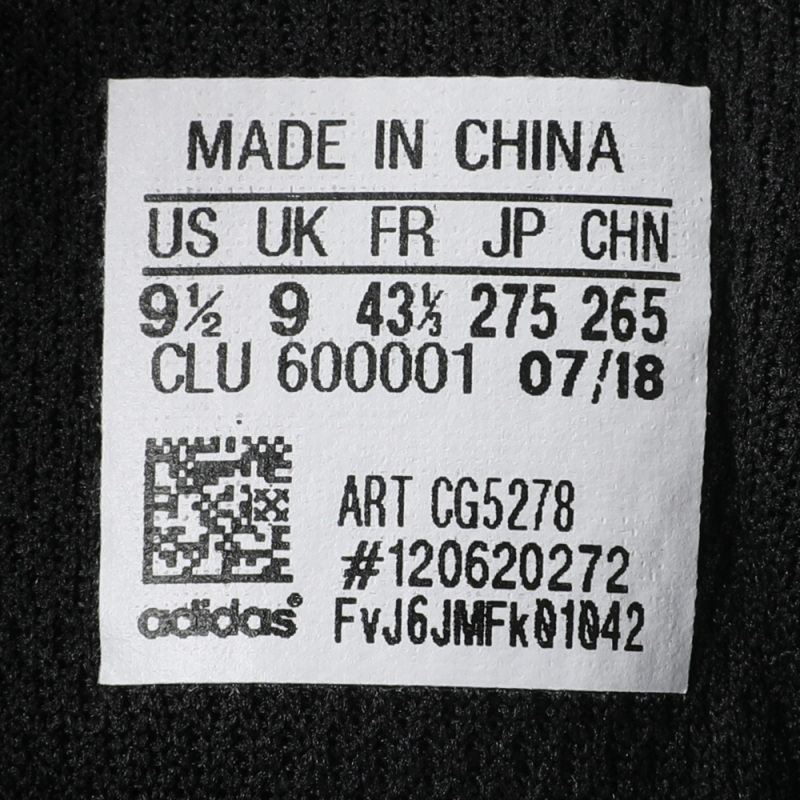 MADE IN CHINA
US UK FR JP CHN
9½ 9 43⅓ 275 265
CLU 600001 07/18
ART CG5278
#120620272
adidas® FvJ6JMFk01042